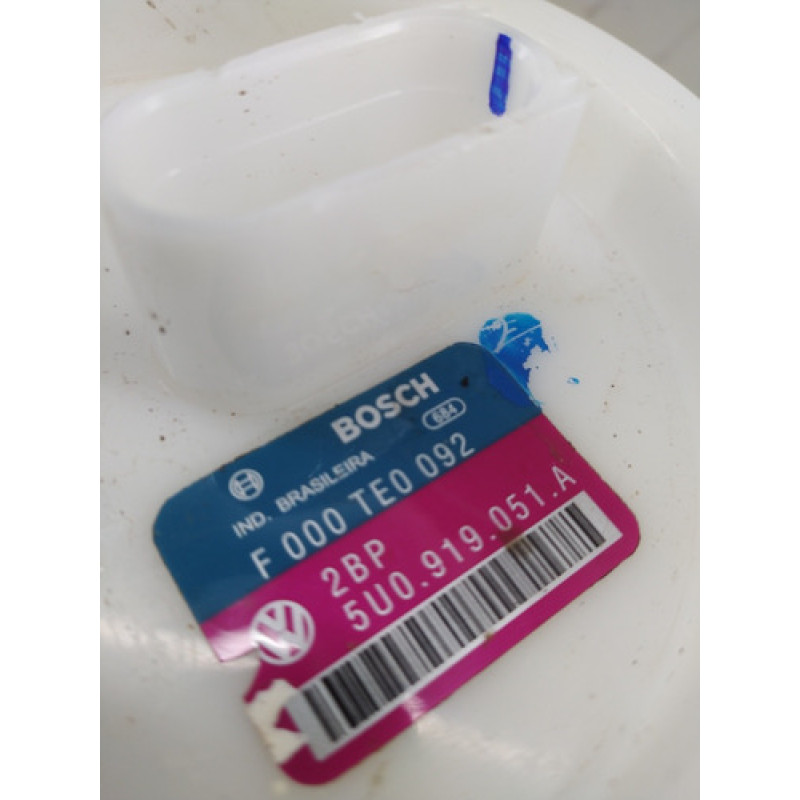 BOSCH
684
IND. BRASILEIRA
F 000 TE0 092
2BP
5U0.919.051.A